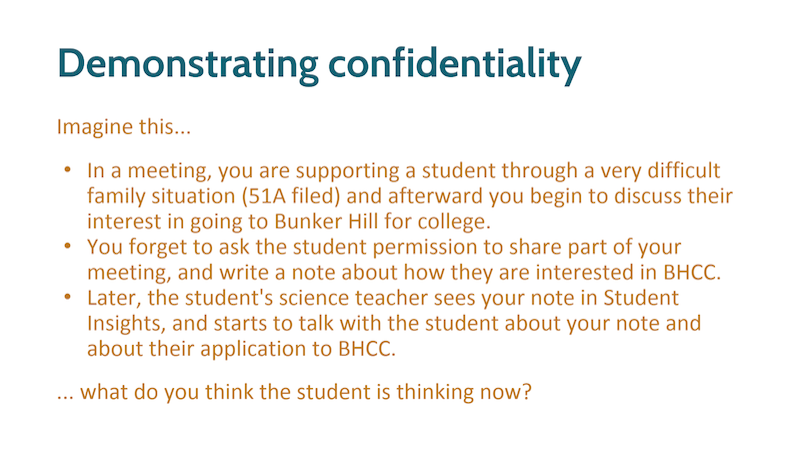 Demonstrating confidentiality
Imagine this...
• In a meeting, you are supporting a student through a very difficult
family situation (51A filed) and afterward you begin to discuss their
interest in going to Bunker Hill for college.
• You forget to ask the student permission to share part of your
meeting, and write a note about how they are interested in BHCC.
• Later, the student's science teacher sees your note in Student
Insights, and starts to talk with the student about your note and
about their application to BHCC.
... what do you think the student is thinking now?